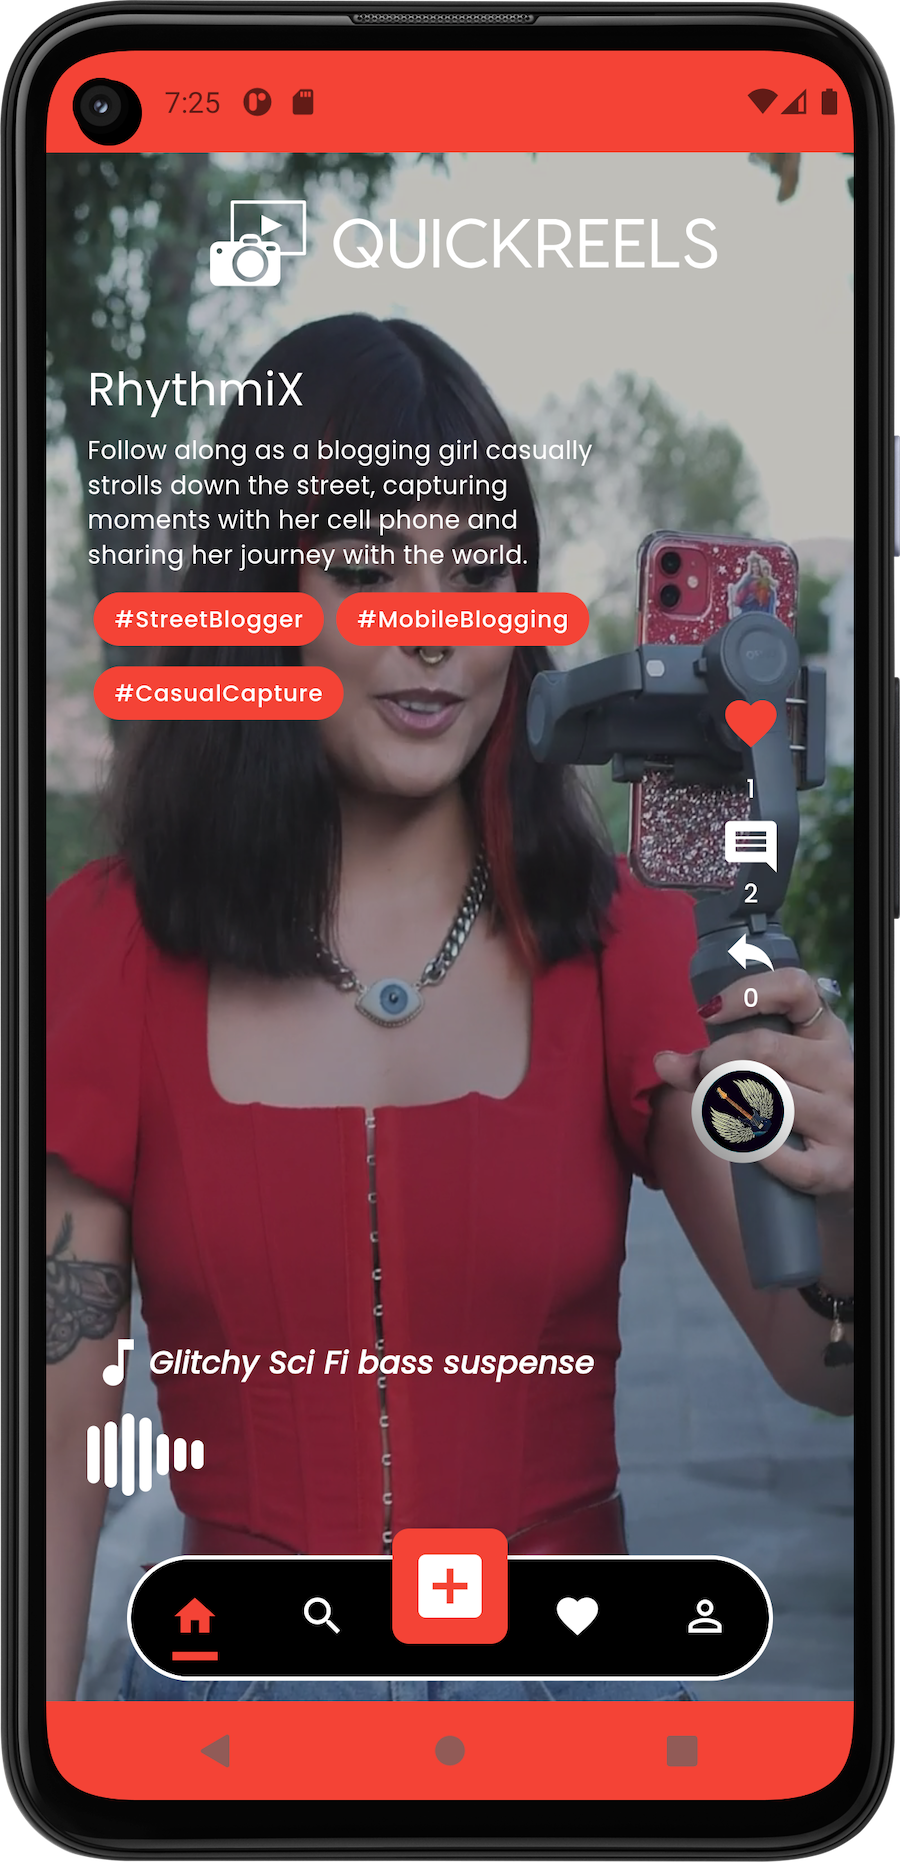 7:25
QUICKREELS
RhythmiX
Follow along as a blogging girl casually
strolls down the street, capturing
moments with her cell phone and
sharing her journey with the world.
#StreetBlogger #MobileBlogging
#CasualCapture
1
2
0
Glitchy Sci Fi bass suspense